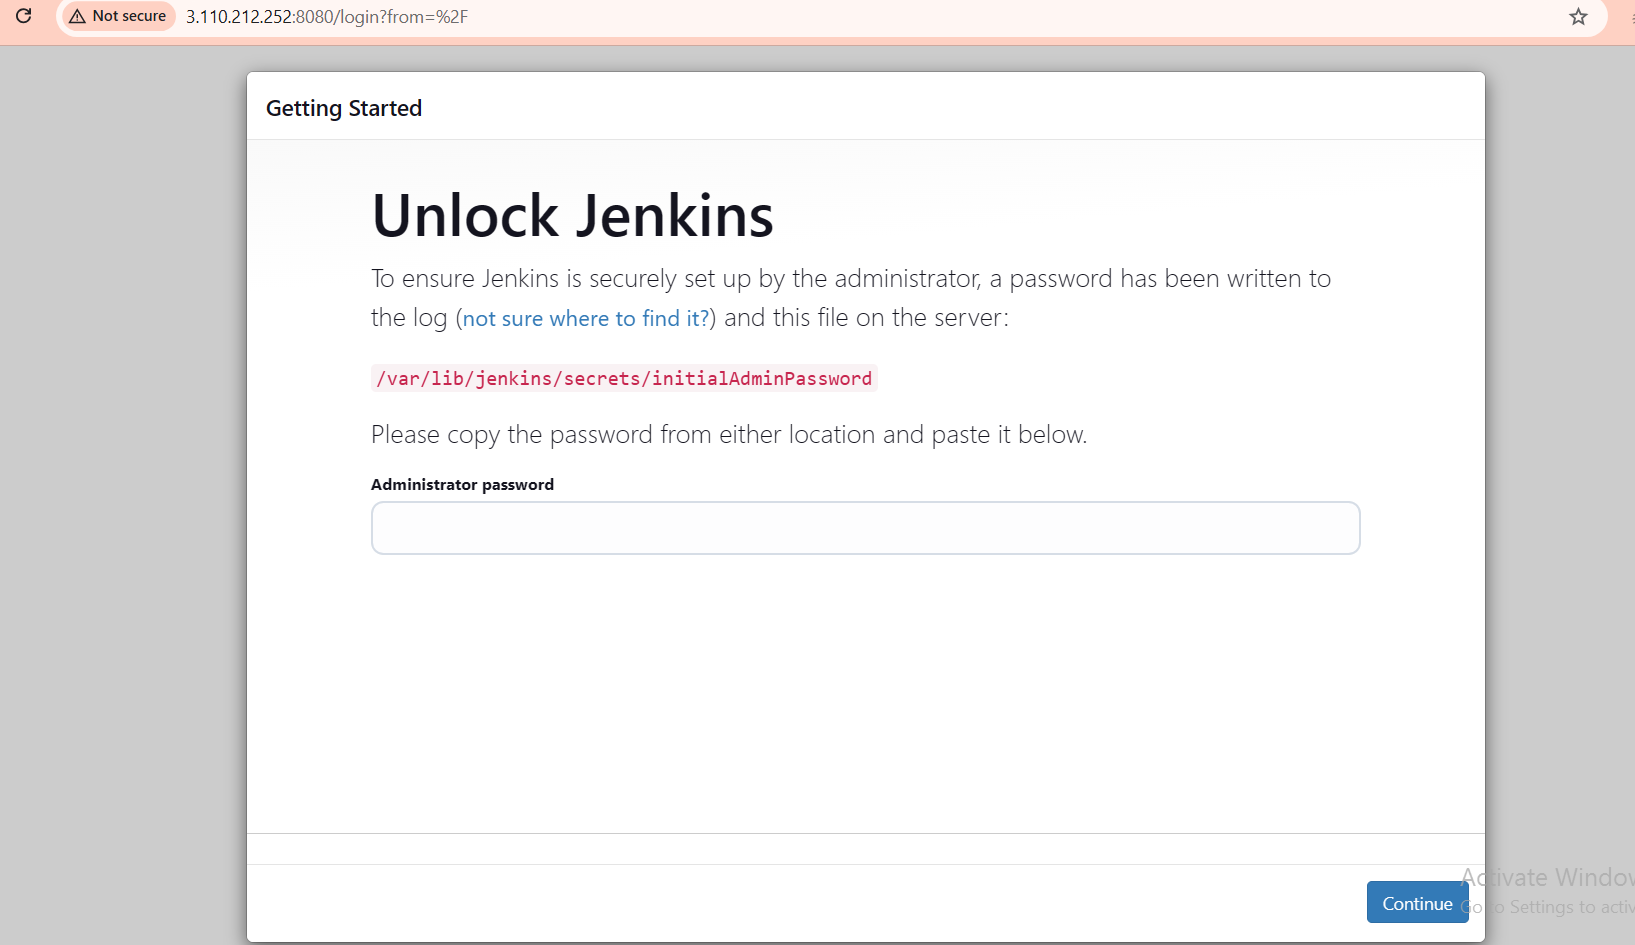 Not secure 3.110.212.252:8080/login?from=%2F
Getting Started
Unlock Jenkins
To ensure Jenkins is securely set up by the administrator, a password has been written to
the log (not sure where to find it?) and this file on the server:
/var/lib/jenkins/secrets/initialAdminPassword
Please copy the password from either location and paste it below.
Administrator password
Activate Window
Continue
Go to Settings to activ